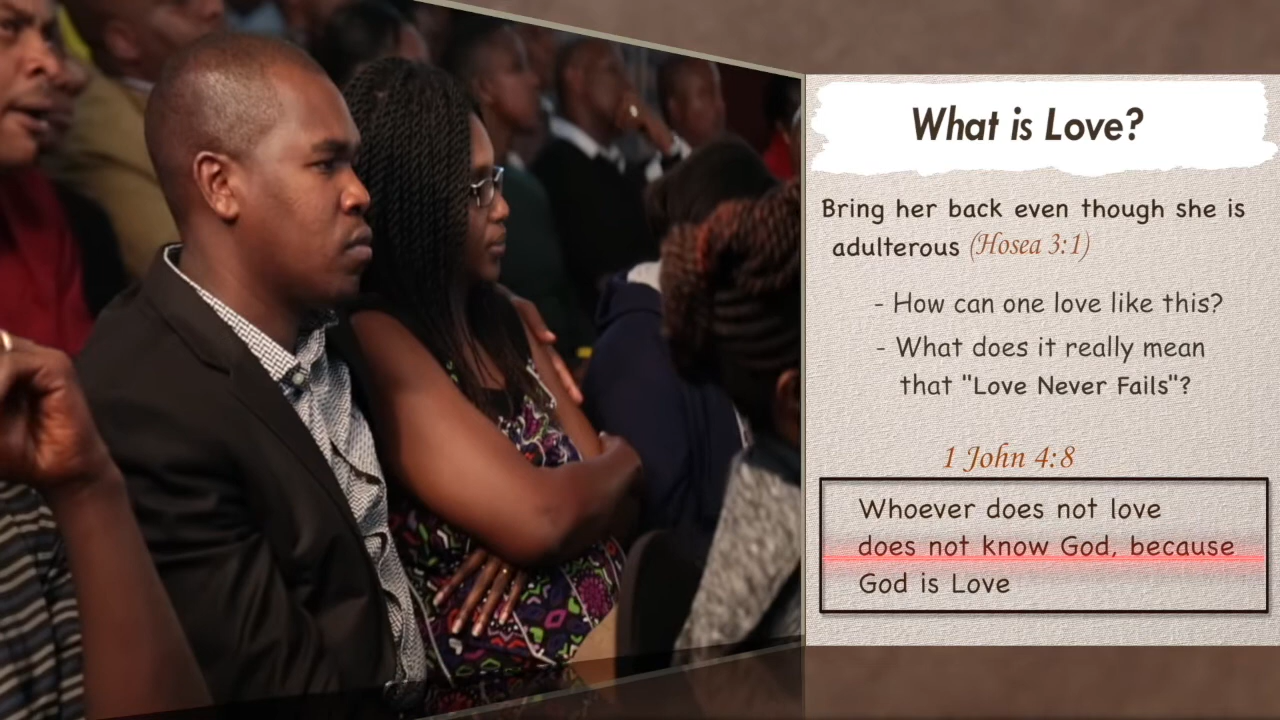 What is Love?
Bring her back even though she is
adulterous (Hosea 3:1)
- How can one love like this?
- What does it really mean
that "Love Never Fails"?
1 John 4:8
Whoever does not love
does not know God, because
God is Love